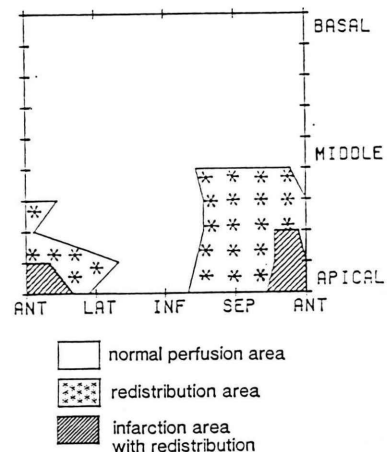 BASAL
MIDDLE
APICAL
ANT LAT INF SEP ANT
normal perfusion area
redistribution area
infarction area
with redistribution